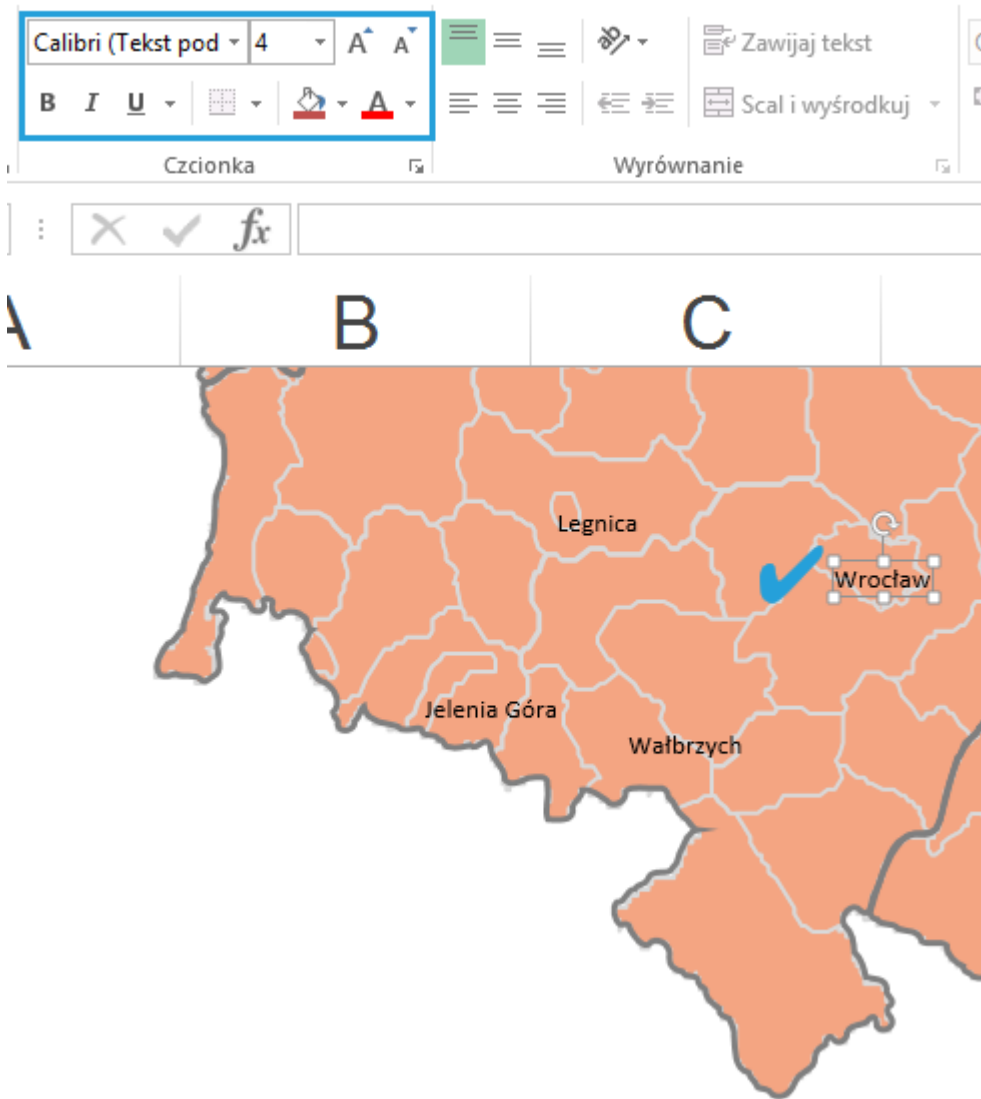 Calibri (Tekst pod 4 A A Zawijaj tekst
B I U A Scal i wyśrodkuj
Czcionka Wyrównanie
fx
A B C
Legnica
Wrocław
Jelenia Góra
Wałbrzych